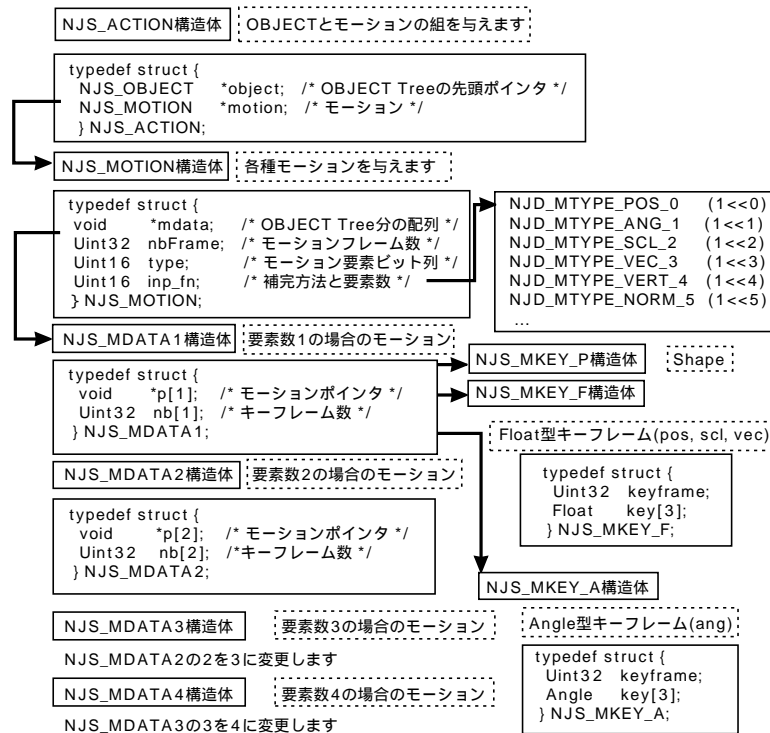 NJS_ACTION構造体
OBJECTとモーションの組を与えます
typedef struct {
NJS_OBJECT *object; /* OBJECT Treeの先頭ポインタ */
NJS_MOTION *motion; /* モーション */
} NJS_ACTION;
NJS_MOTION構造体
各種モーションを与えます
typedef struct {
void *mdata; /* OBJECT Tree分の配列 */
Uint32 nbFrame; /* モーションフレーム数 */
Uint16 type; /* モーション要素ビット列 */
Uint16 inp_fn; /* 補完方法と要素数 */
} NJS_MOTION;
NJD_MTYPE_POS_0 (1<<0)
NJD_MTYPE_ANG_1 (1<<1)
NJD_MTYPE_SCL_2 (1<<2)
NJD_MTYPE_VEC_3 (1<<3)
NJD_MTYPE_VERT_4 (1<<4)
NJD_MTYPE_NORM_5 (1<<5)
...
NJS_MDATA1構造体
要素数1の場合のモーション
typedef struct {
void *p[1]; /* モーションポインタ */
Uint32 nb[1]; /* キーフレーム数 */
} NJS_MDATA1;
NJS_MKEY_P構造体
Shape
NJS_MKEY_F構造体
Float型キーフレーム(pos, scl, vec)
typedef struct {
Uint32 keyframe;
Float key[3];
} NJS_MKEY_F;
NJS_MDATA2構造体
要素数2の場合のモーション
typedef struct {
void *p[2]; /* モーションポインタ */
Uint32 nb[2]; /*キーフレーム数 */
} NJS_MDATA2;
NJS_MKEY_A構造体
Angle型キーフレーム(ang)
typedef struct {
Uint32 keyframe;
Angle key[3];
} NJS_MKEY_A;
NJS_MDATA3構造体
要素数3の場合のモーション
NJS_MDATA2の2を3に変更します
NJS_MDATA4構造体
要素数4の場合のモーション
NJS_MDATA3の3を4に変更します